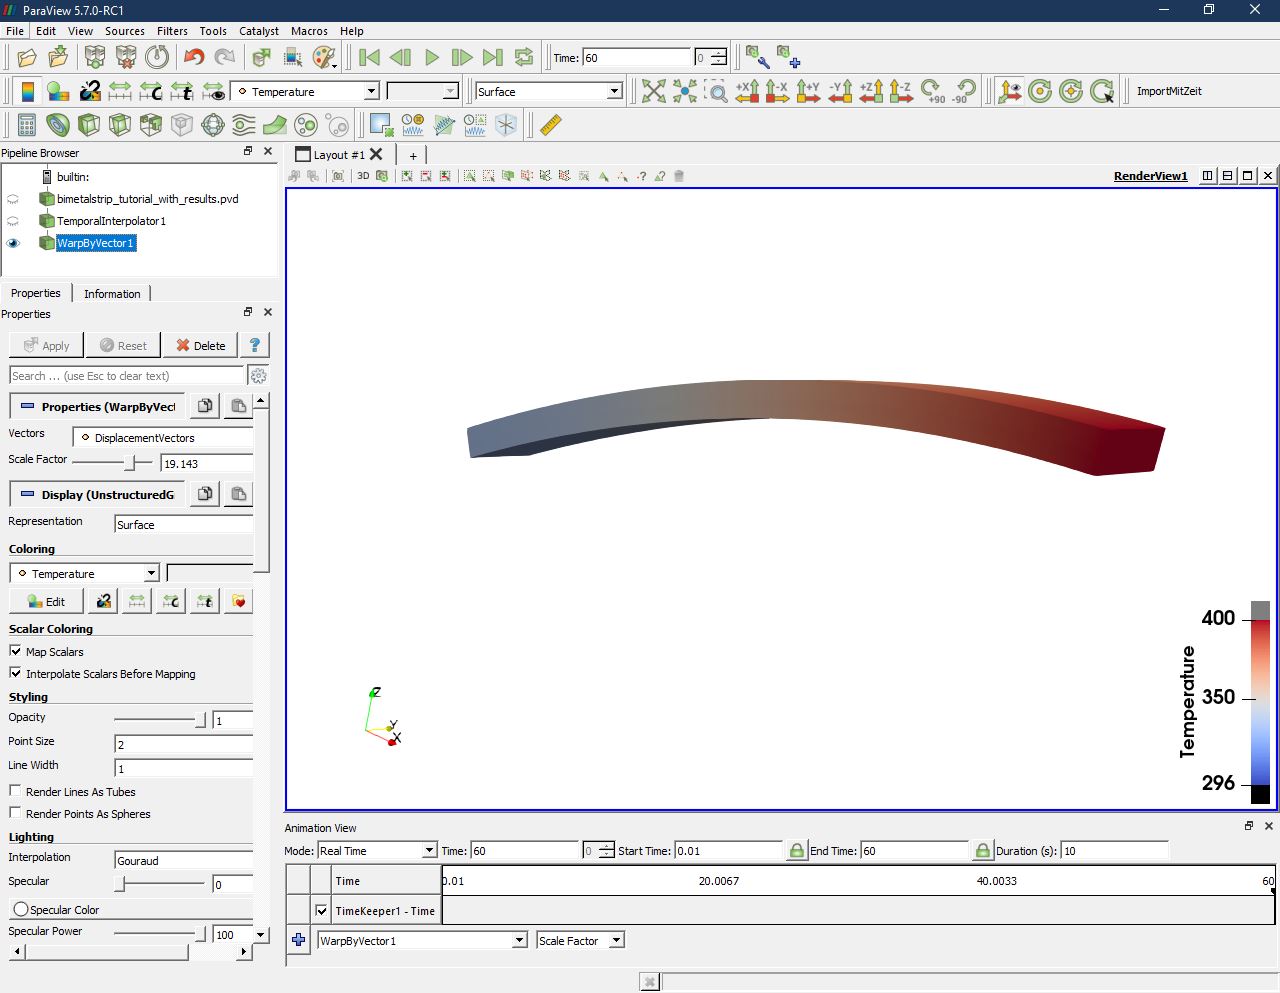 ParaView 5.7.0-RC1
File Edit View Sources Filters Tools Catalyst Macros Help
Time: 60 0
Temperature Surface +X -X +Y -Y +Z -Z +90 -90 ImportMitZeit
Pipeline Browser
Layout #1
3D
RenderView1
builtin:
bimetalstrip_tutorial_with_results.pvd
TemporalInterpolator1
WarpByVector1
Properties Information
Properties
Apply Reset Delete ?
Search ... (use Esc to clear text)
Properties (WarpByVect
Vectors DisplacementVectors
Scale Factor 19.143
Display (UnstructuredG
Representation Surface
Coloring
Temperature
Edit
Scalar Coloring
Map Scalars
Interpolate Scalars Before Mapping
Styling
Opacity 1
Point Size 2
Line Width 1
Render Lines As Tubes
Render Points As Spheres
Lighting
Interpolation Gouraud
Specular 0
Specular Color
Specular Power 100
Z
Y
X
Temperature
400
350
296
Animation View
Mode: Real Time Time: 60 0 Start Time: 0.01 End Time: 60 Duration (s): 10
Time 0.01 20.0067 40.0033 60
TimeKeeper1 - Time
WarpByVector1 Scale Factor